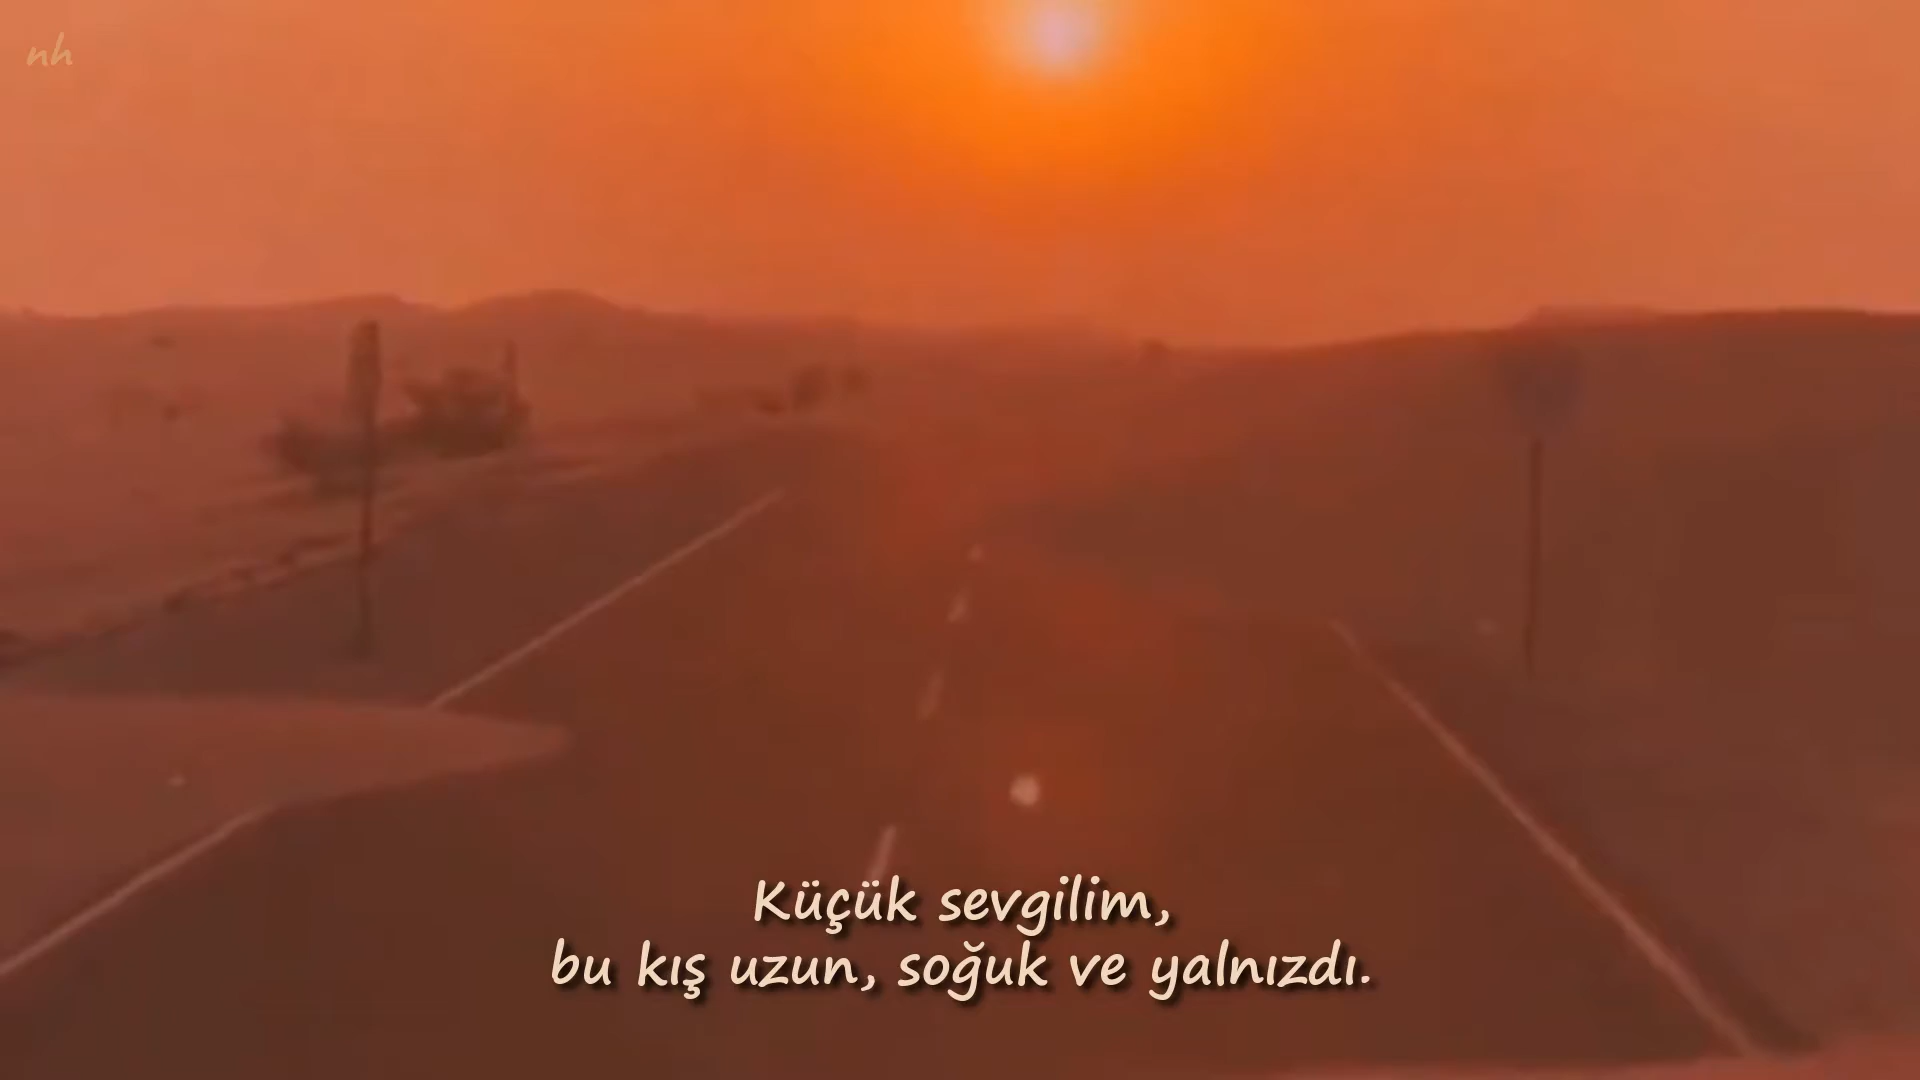 nh
Küçük sevgilim,
bu kış uzun, soğuk ve yalnızdı.